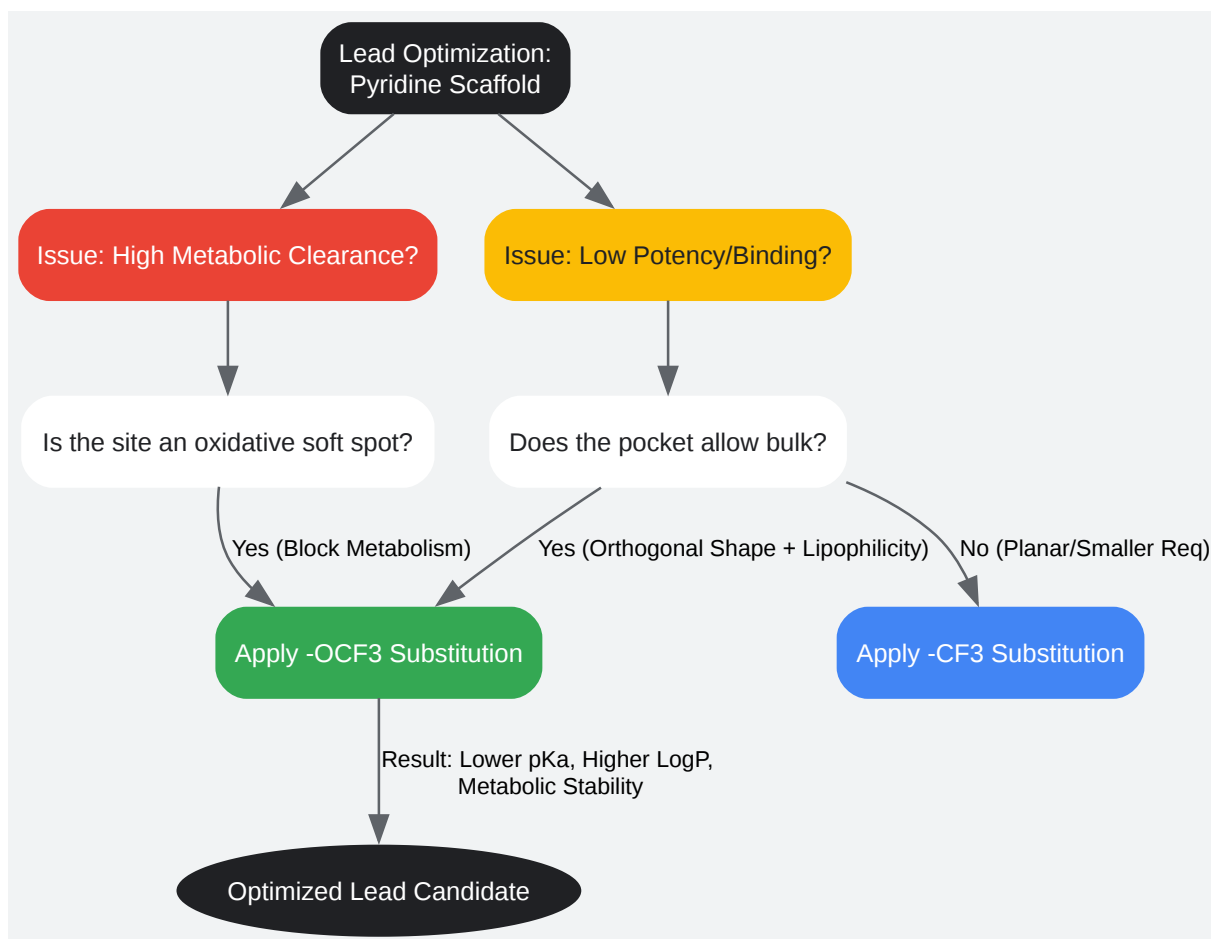 Lead Optimization:
Pyridine Scaffold
Issue: High Metabolic Clearance?
Issue: Low Potency/Binding?
Is the site an oxidative soft spot?
Does the pocket allow bulk?
Yes (Block Metabolism)
Yes (Orthogonal Shape + Lipophilicity)
No (Planar/Smaller Req)
Apply -OCF3 Substitution
Apply -CF3 Substitution
Result: Lower pKa, Higher LogP,
Metabolic Stability
Optimized Lead Candidate